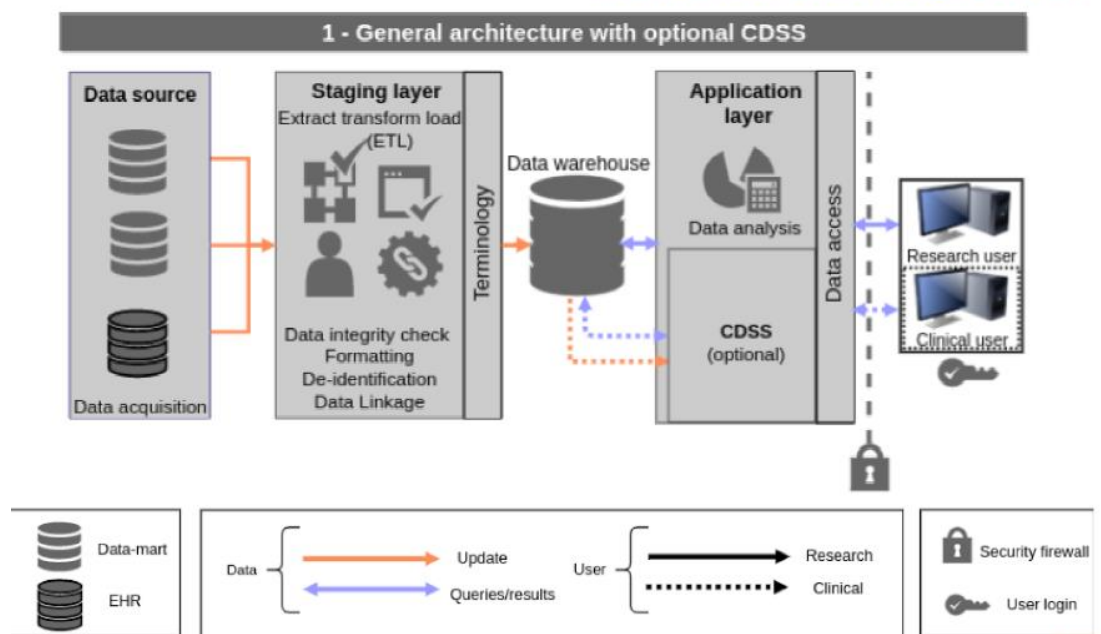 1 - General architecture with optional CDSS
Data source
Data acquisition
Staging layer
Extract transform load
(ETL)
Data integrity check
Formatting
De-identification
Data Linkage
Terminology
Data warehouse
Application
layer
Data analysis
CDSS
(optional)
Data access
Research user
Clinical user
Data-mart
EHR
Data
Update
Queries/results
User
Research
Clinical
Security firewall
User login